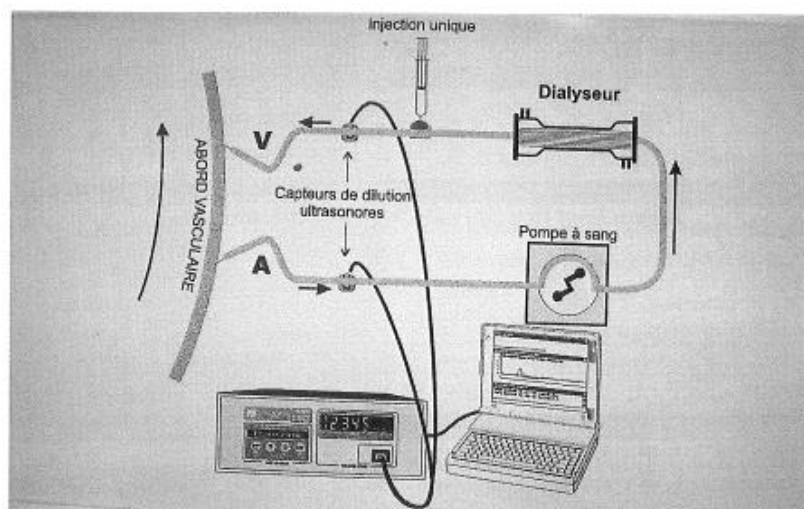 Injection unique
Dialyseur
V
ABORD VASCULAIRE
Capteurs de dilution
ultrasonores
Pompe à sang
A
12345